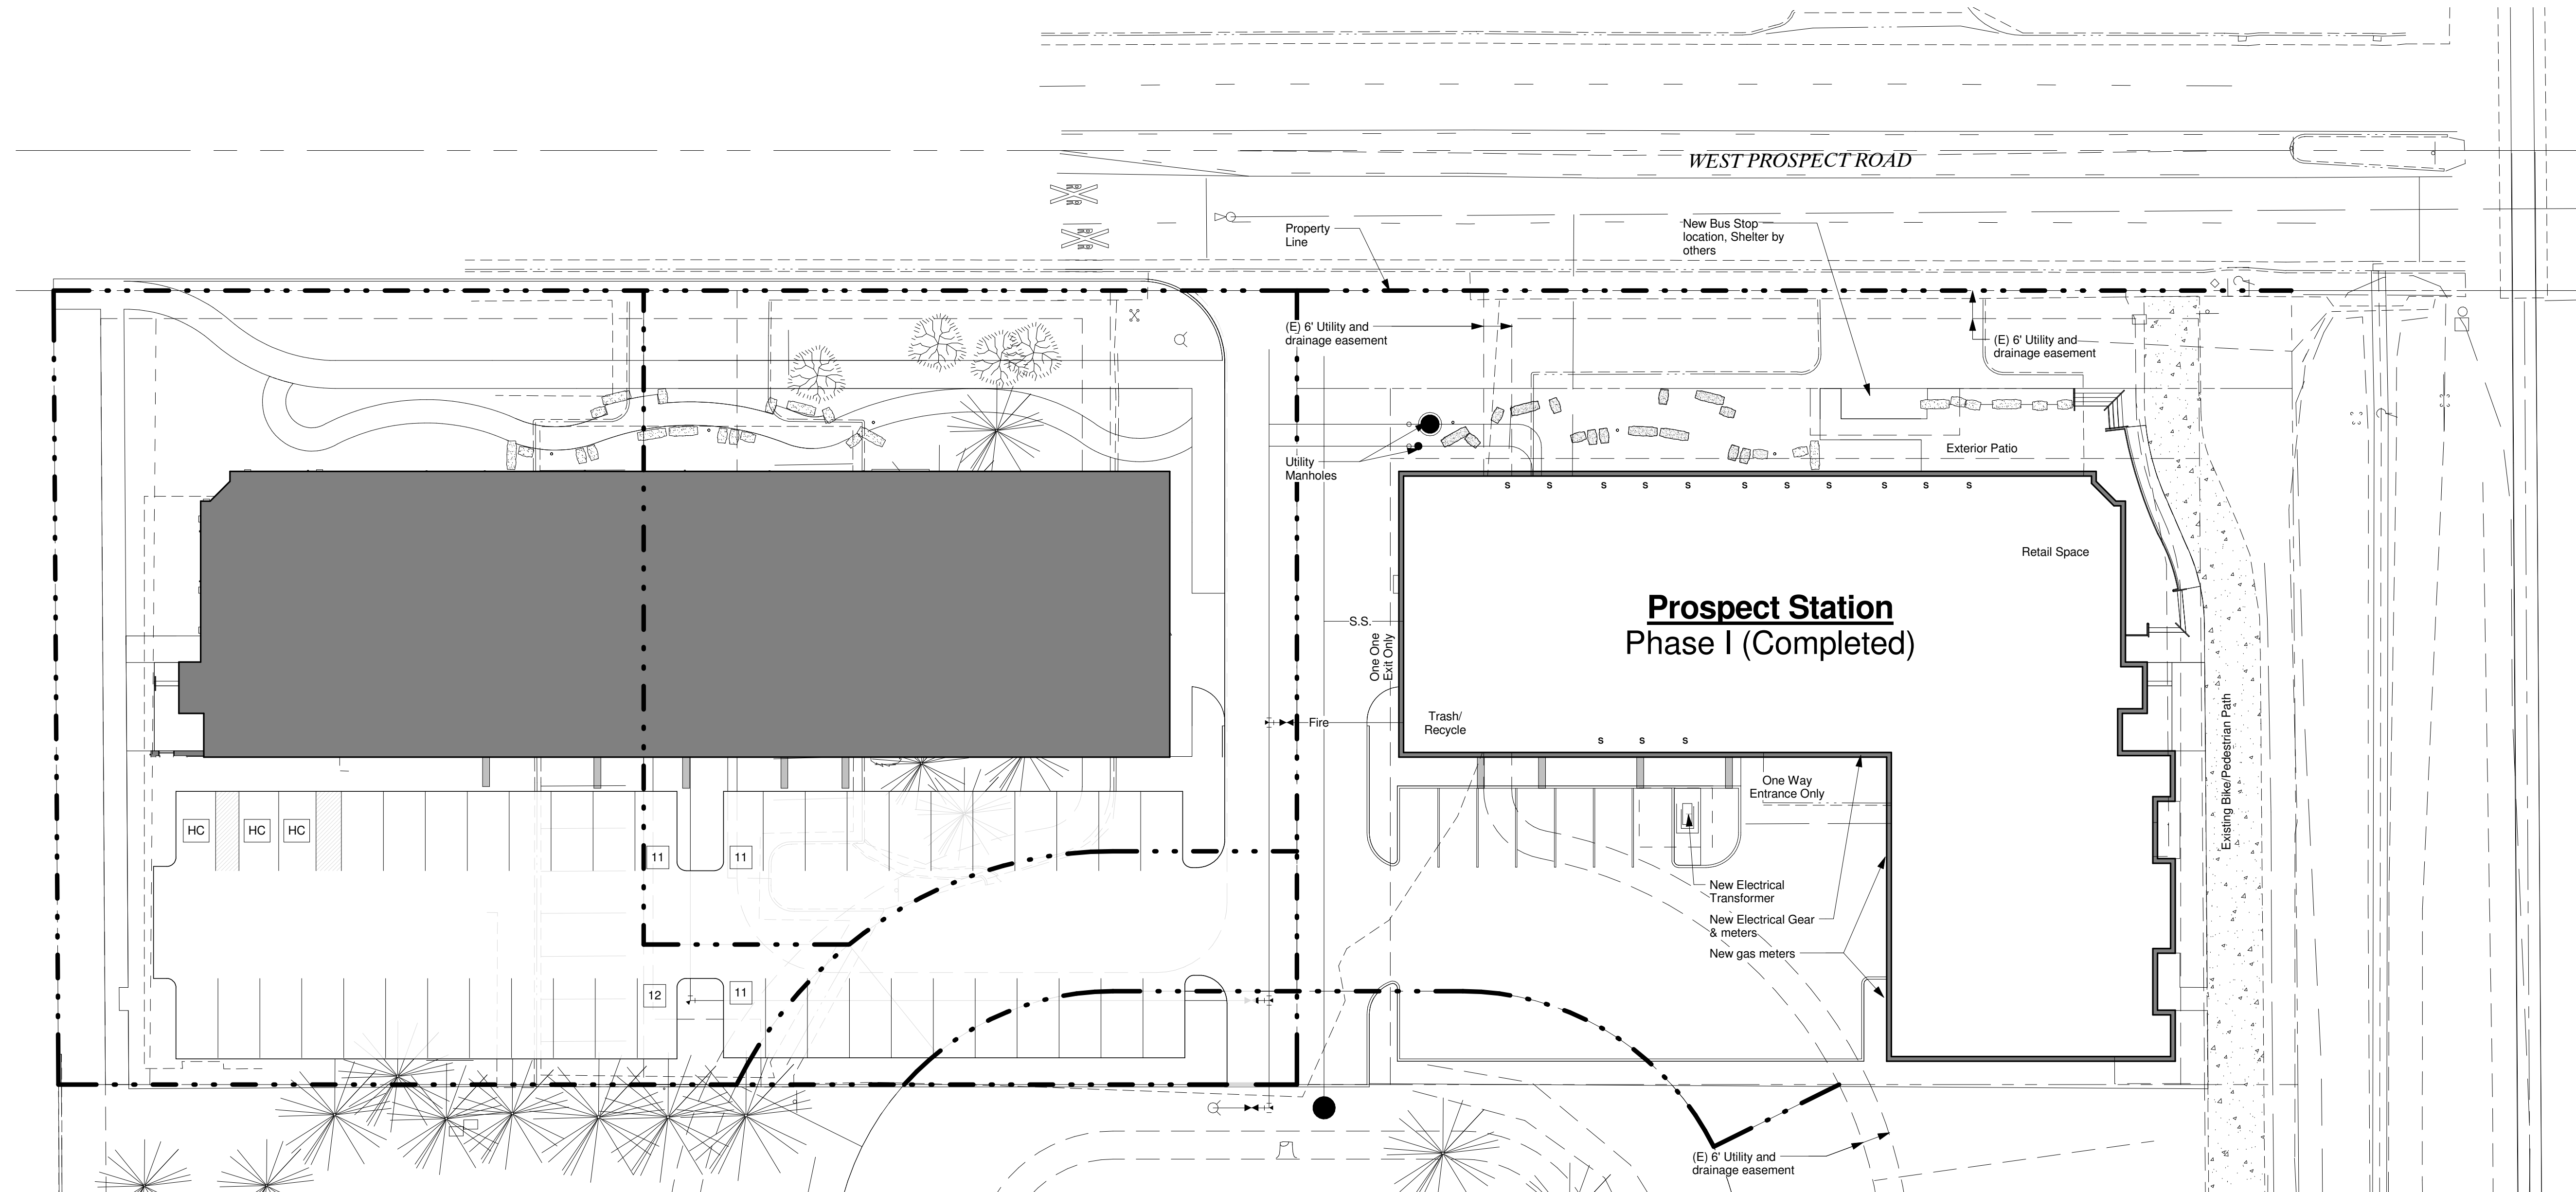 WEST PROSPECT ROAD
RR
RR
Property
Line
New Bus Stop
location, Shelter by
others
(E) 6' Utility and
drainage easement
(E) 6' Utility and
drainage easement
Utility
Manholes
Exterior Patio
s s s s s s s s s s s
Retail Space
Prospect Station
Phase I (Completed)
S.S.
One One
Exit Only
Fire
Trash/
Recycle
s s s
Existing Bike/Pedestrian Path
One Way
Entrance Only
HC HC HC
11 11
New Electrical
Transformer
New Electrical Gear
& meters
New gas meters
12 11
(E) 6' Utility and
drainage easement